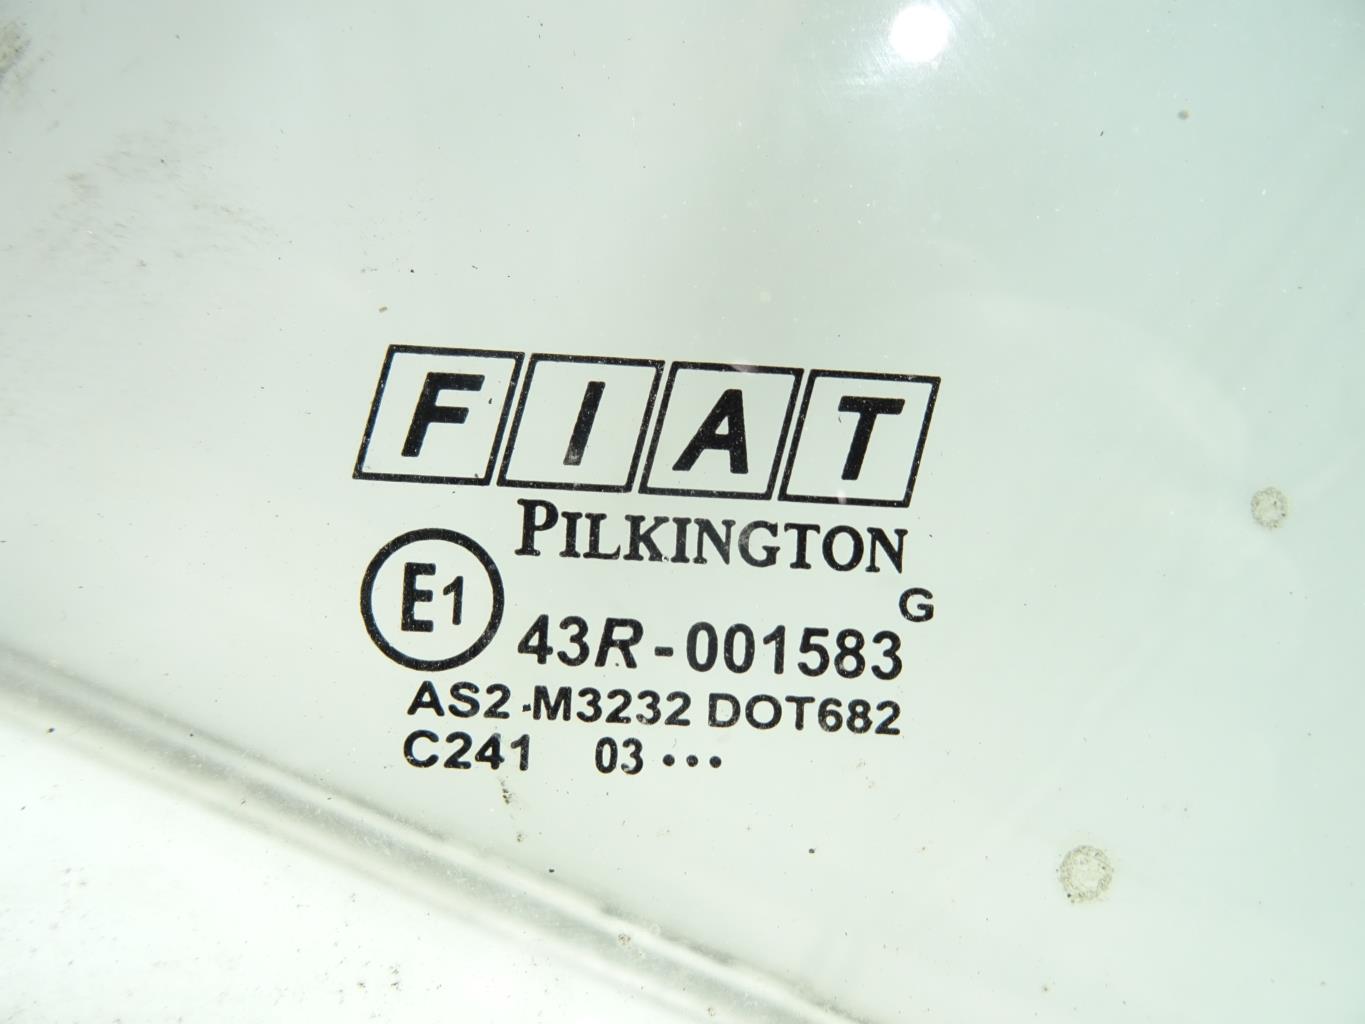 FIAT
PILKINGTON
G
E1 43R-001583
AS2-M3232 DOT682
C241 03 •••